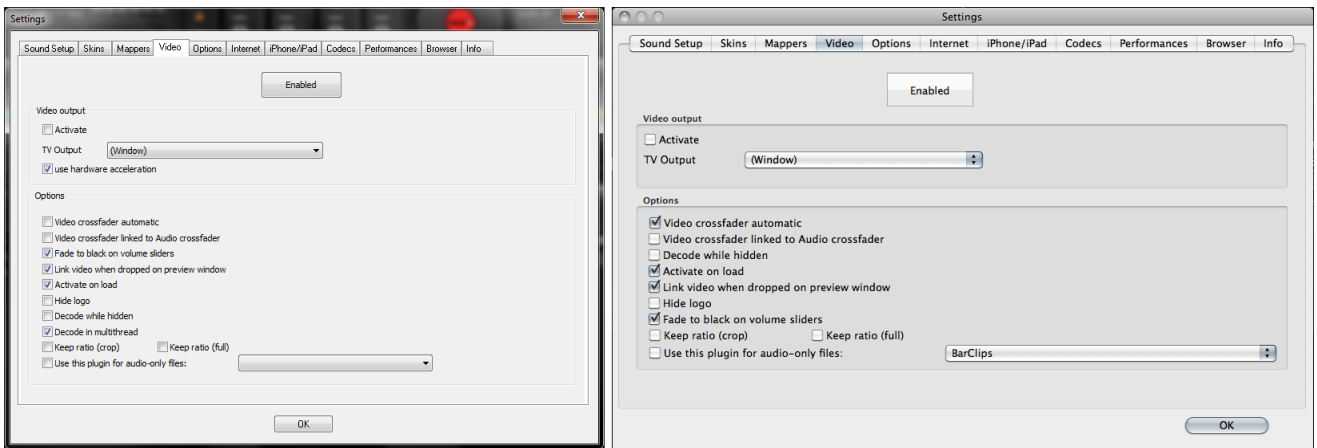 Settings
Sound Setup Skins Mappers Video Options Internet iPhone/iPad Codecs Performances Browser Info
Enabled
Video output
Activate
TV Output (Window)
use hardware acceleration
Options
Video crossfader automatic
Video crossfader linked to Audio crossfader
Fade to black on volume sliders
Link video when dropped on preview window
Activate on load
Hide logo
Decode while hidden
Decode in multithread
Keep ratio (crop) Keep ratio (full)
Use this plugin for audio-only files:
OK
Settings
Sound Setup Skins Mappers Video Options Internet iPhone/iPad Codecs Performances Browser Info
Enabled
Video output
Activate
TV Output (Window)
Options
Video crossfader automatic
Video crossfader linked to Audio crossfader
Decode while hidden
Activate on load
Link video when dropped on preview window
Hide logo
Fade to black on volume sliders
Keep ratio (crop) Keep ratio (full)
Use this plugin for audio-only files: BarClips
OK